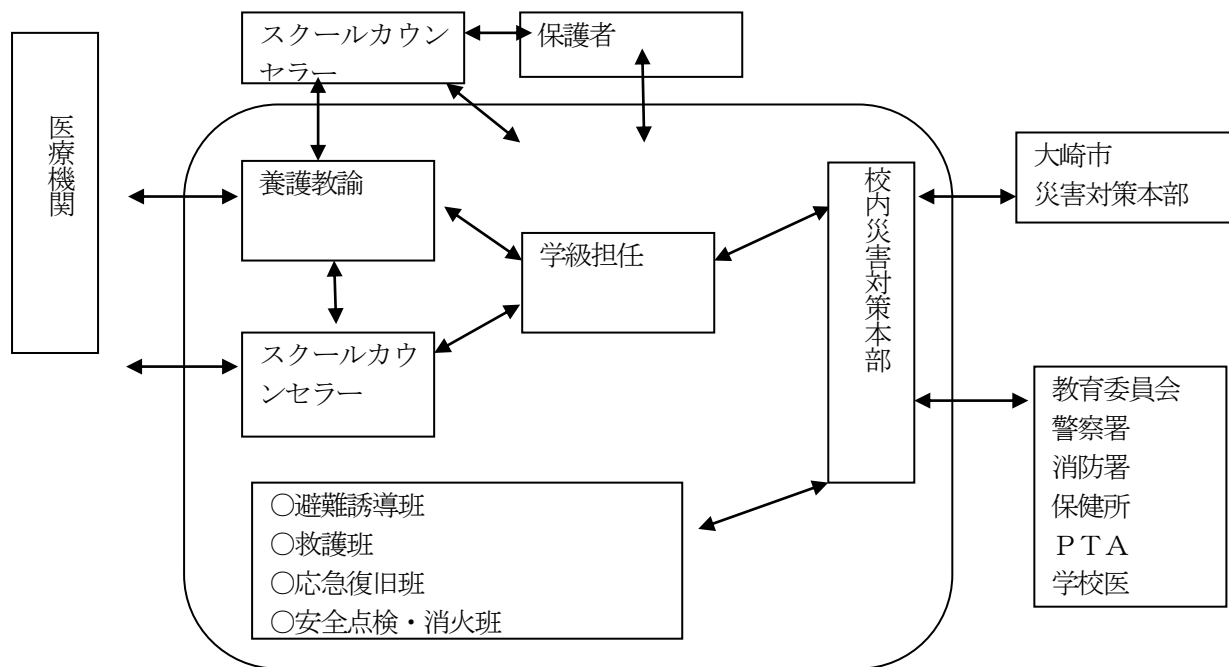 スクールカウン
セラー
保護者
医療機関
養護教諭
学級担任
スクールカウ
ンセラー
校内災害対策本部
大崎市
災害対策本部
教育委員会
警察署
消防署
保健所
ＰＴＡ
学校医
○避難誘導班
○救護班
○応急復旧班
○安全点検・消火班